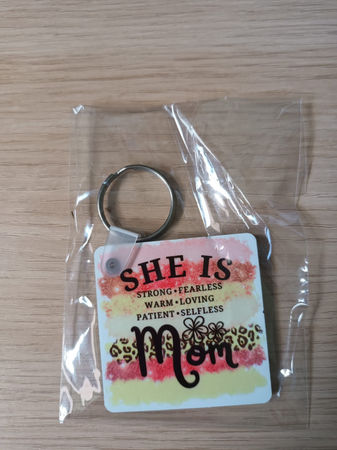 SHE IS
STRONG • FEARLESS
WARM • LOVING
PATIENT • SELFLESS
Mom